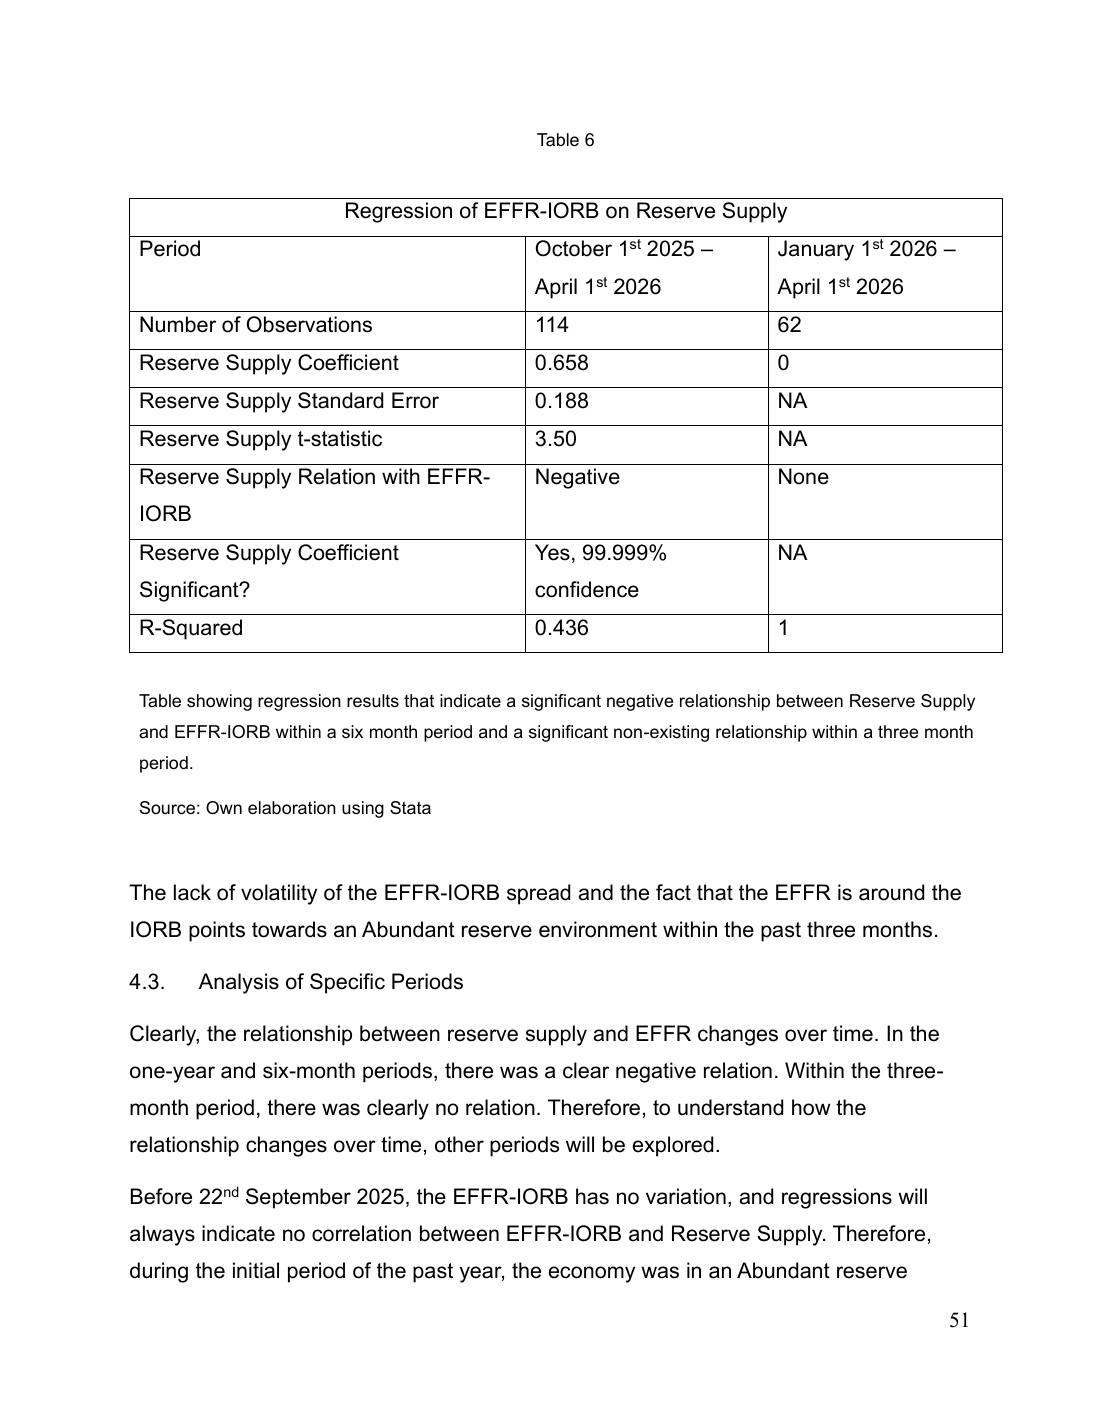 Table 6
Regression of EFFR-IORB on Reserve Supply
Period
October 1st 2025 –
April 1st 2026
January 1st 2026 –
April 1st 2026
Number of Observations
114
62
Reserve Supply Coefficient
0.658
0
Reserve Supply Standard Error
0.188
NA
Reserve Supply t-statistic
3.50
NA
Reserve Supply Relation with EFFR-
IORB
Negative
None
Reserve Supply Coefficient
Significant?
Yes, 99.999%
confidence
NA
R-Squared
0.436
1
Table showing regression results that indicate a significant negative relationship between Reserve Supply
and EFFR-IORB within a six month period and a significant non-existing relationship within a three month
period.
Source: Own elaboration using Stata
The lack of volatility of the EFFR-IORB spread and the fact that the EFFR is around the
IORB points towards an Abundant reserve environment within the past three months.
4.3. Analysis of Specific Periods
Clearly, the relationship between reserve supply and EFFR changes over time. In the
one-year and six-month periods, there was a clear negative relation. Within the three-
month period, there was clearly no relation. Therefore, to understand how the
relationship changes over time, other periods will be explored.
Before 22nd September 2025, the EFFR-IORB has no variation, and regressions will
always indicate no correlation between EFFR-IORB and Reserve Supply. Therefore,
during the initial period of the past year, the economy was in an Abundant reserve
51